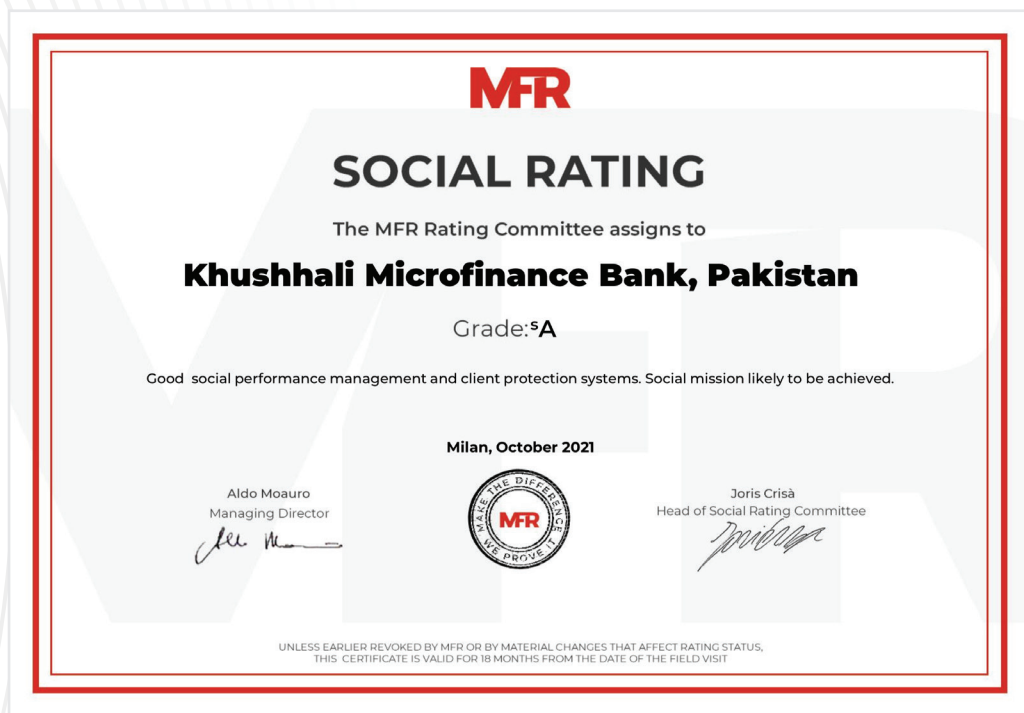 MFR
SOCIAL RATING
The MFR Rating Committee assigns to
Khushhali Microfinance Bank, Pakistan
Grade:ˢA
Good social performance management and client protection systems. Social mission likely to be achieved.
Milan, October 2021
Aldo Moauro
Managing Director
MAKE THE DIFFERENCE
MFR
WE PROVE IT
Joris Crisà
Head of Social Rating Committee
UNLESS EARLIER REVOKED BY MFR OR BY MATERIAL CHANGES THAT AFFECT RATING STATUS,
THIS CERTIFICATE IS VALID FOR 18 MONTHS FROM THE DATE OF THE FIELD VISIT